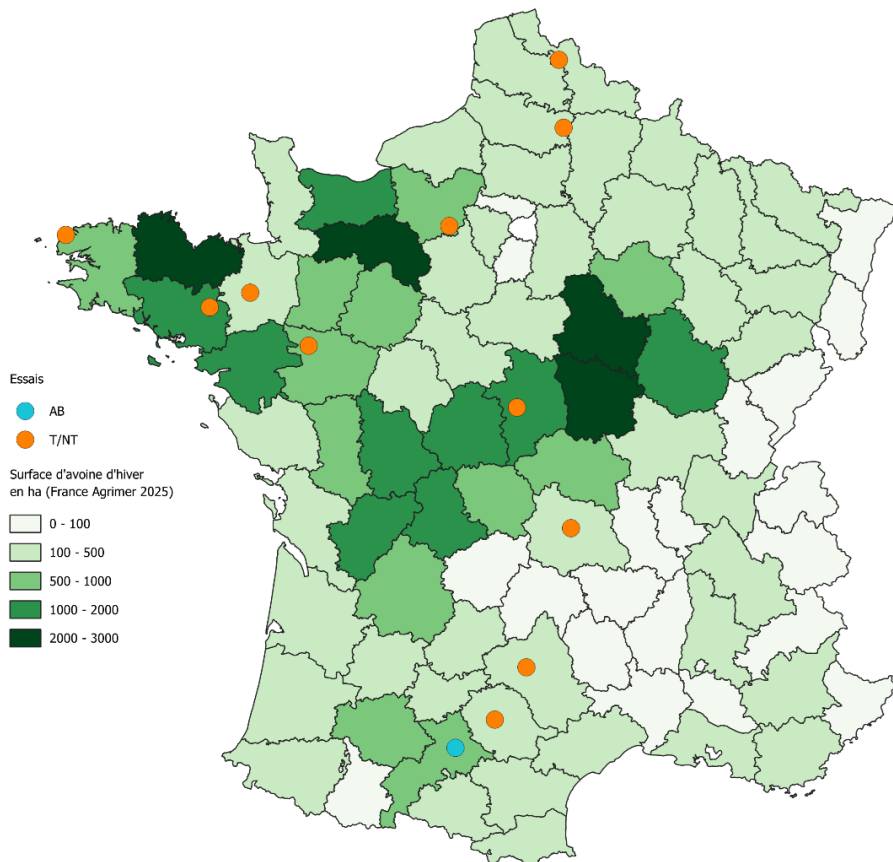 Essais
AB
T/NT
Surface d'avoine d'hiver
en ha (France Agrimer 2025)
0 - 100
100 - 500
500 - 1000
1000 - 2000
2000 - 3000